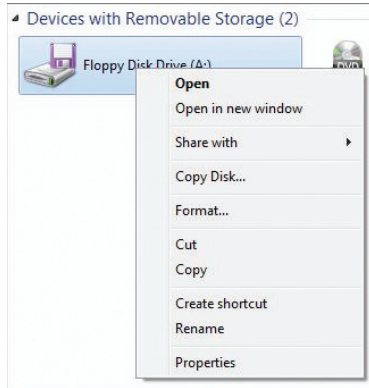 Devices with Removable Storage (2)
Floppy Disk Drive (A:)
DVD
Open
Open in new window
Share with
Copy Disk...
Format...
Cut
Copy
Create shortcut
Rename
Properties